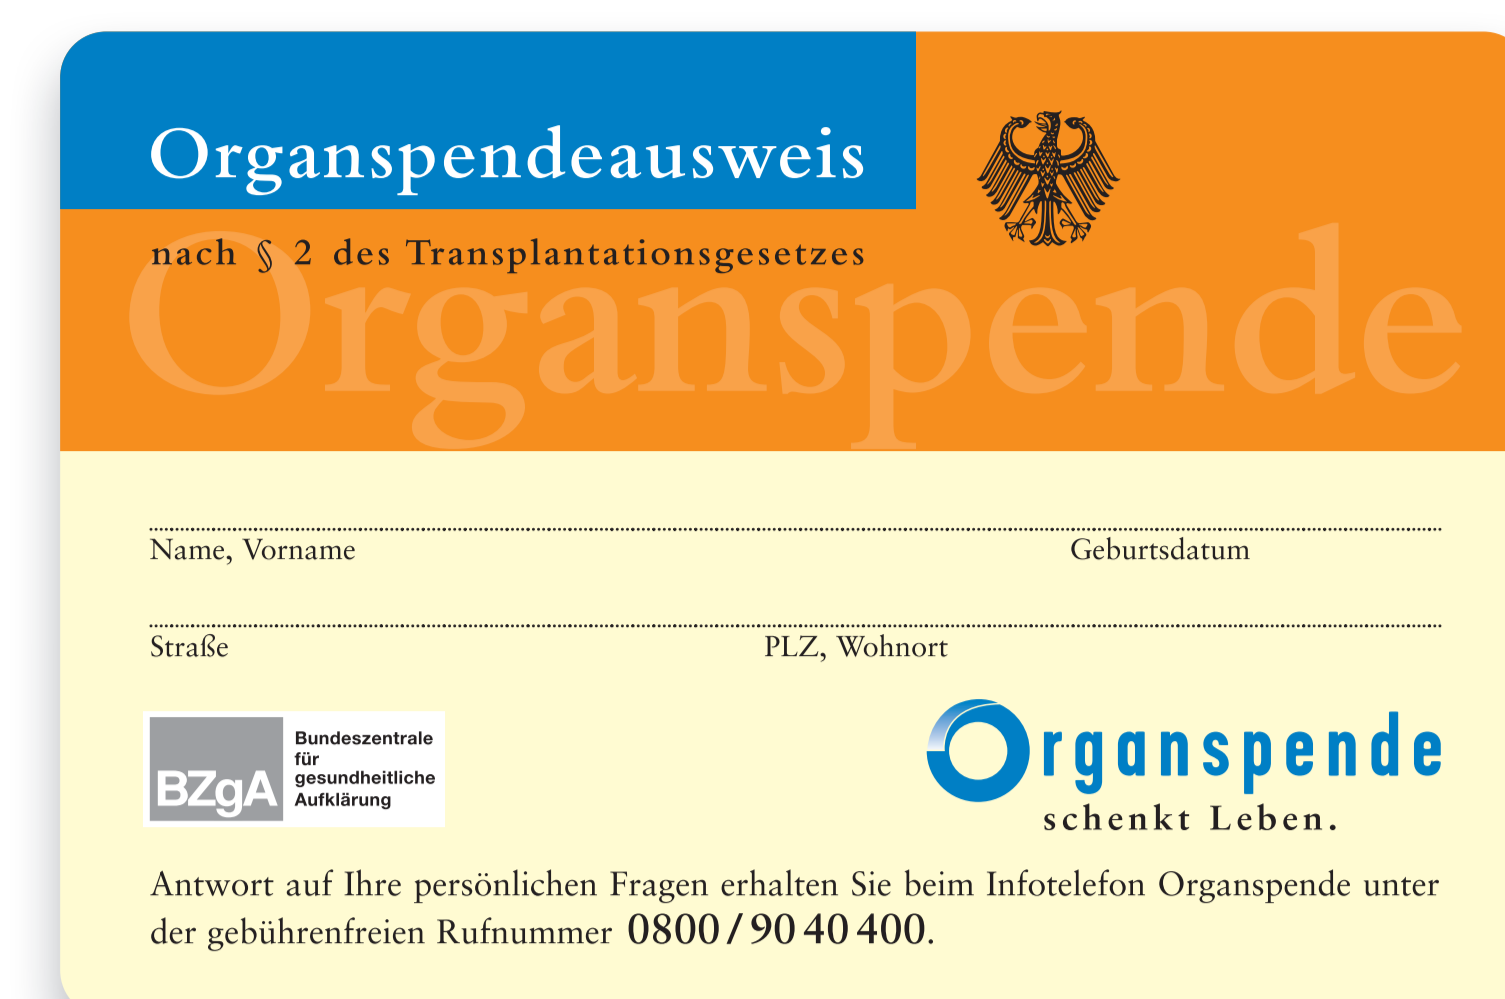 Organspendeausweis
nach § 2 des Transplantationsgesetzes
Organspende
Name, Vorname Geburtsdatum
Straße PLZ, Wohnort
BZgA
Bundeszentrale
für
gesundheitliche
Aufklärung
Organspende
schenkt Leben.
Antwort auf Ihre persönlichen Fragen erhalten Sie beim Infotelefon Organspende unter
der gebührenfreien Rufnummer 0800/90 40 400.